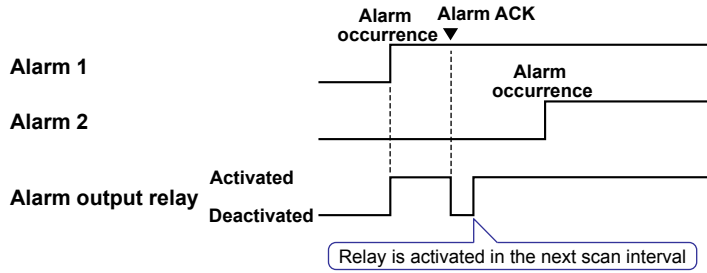 Alarm
occurrence
Alarm ACK
Alarm 1
Alarm
occurrence
Alarm 2
Alarm output relay
Activated
Deactivated
Relay is activated in the next scan interval